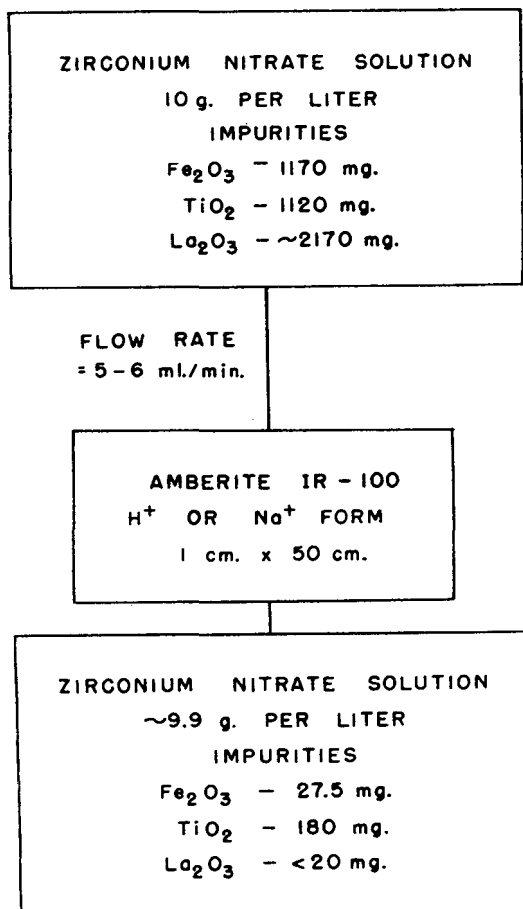 ZIRCONIUM NITRATE SOLUTION
10 g. PER LITER
IMPURITIES
Fe₂O₃ - 1170 mg.
TiO₂ - 1120 mg.
La₂O₃ - ~2170 mg.
FLOW RATE
= 5-6 ml./min.
AMBERITE IR-100
H⁺ OR Na⁺ FORM
1 cm. x 50 cm.
ZIRCONIUM NITRATE SOLUTION
~9.9 g. PER LITER
IMPURITIES
Fe₂O₃ - 27.5 mg.
TiO₂ - 180 mg.
La₂O₃ - <20 mg.